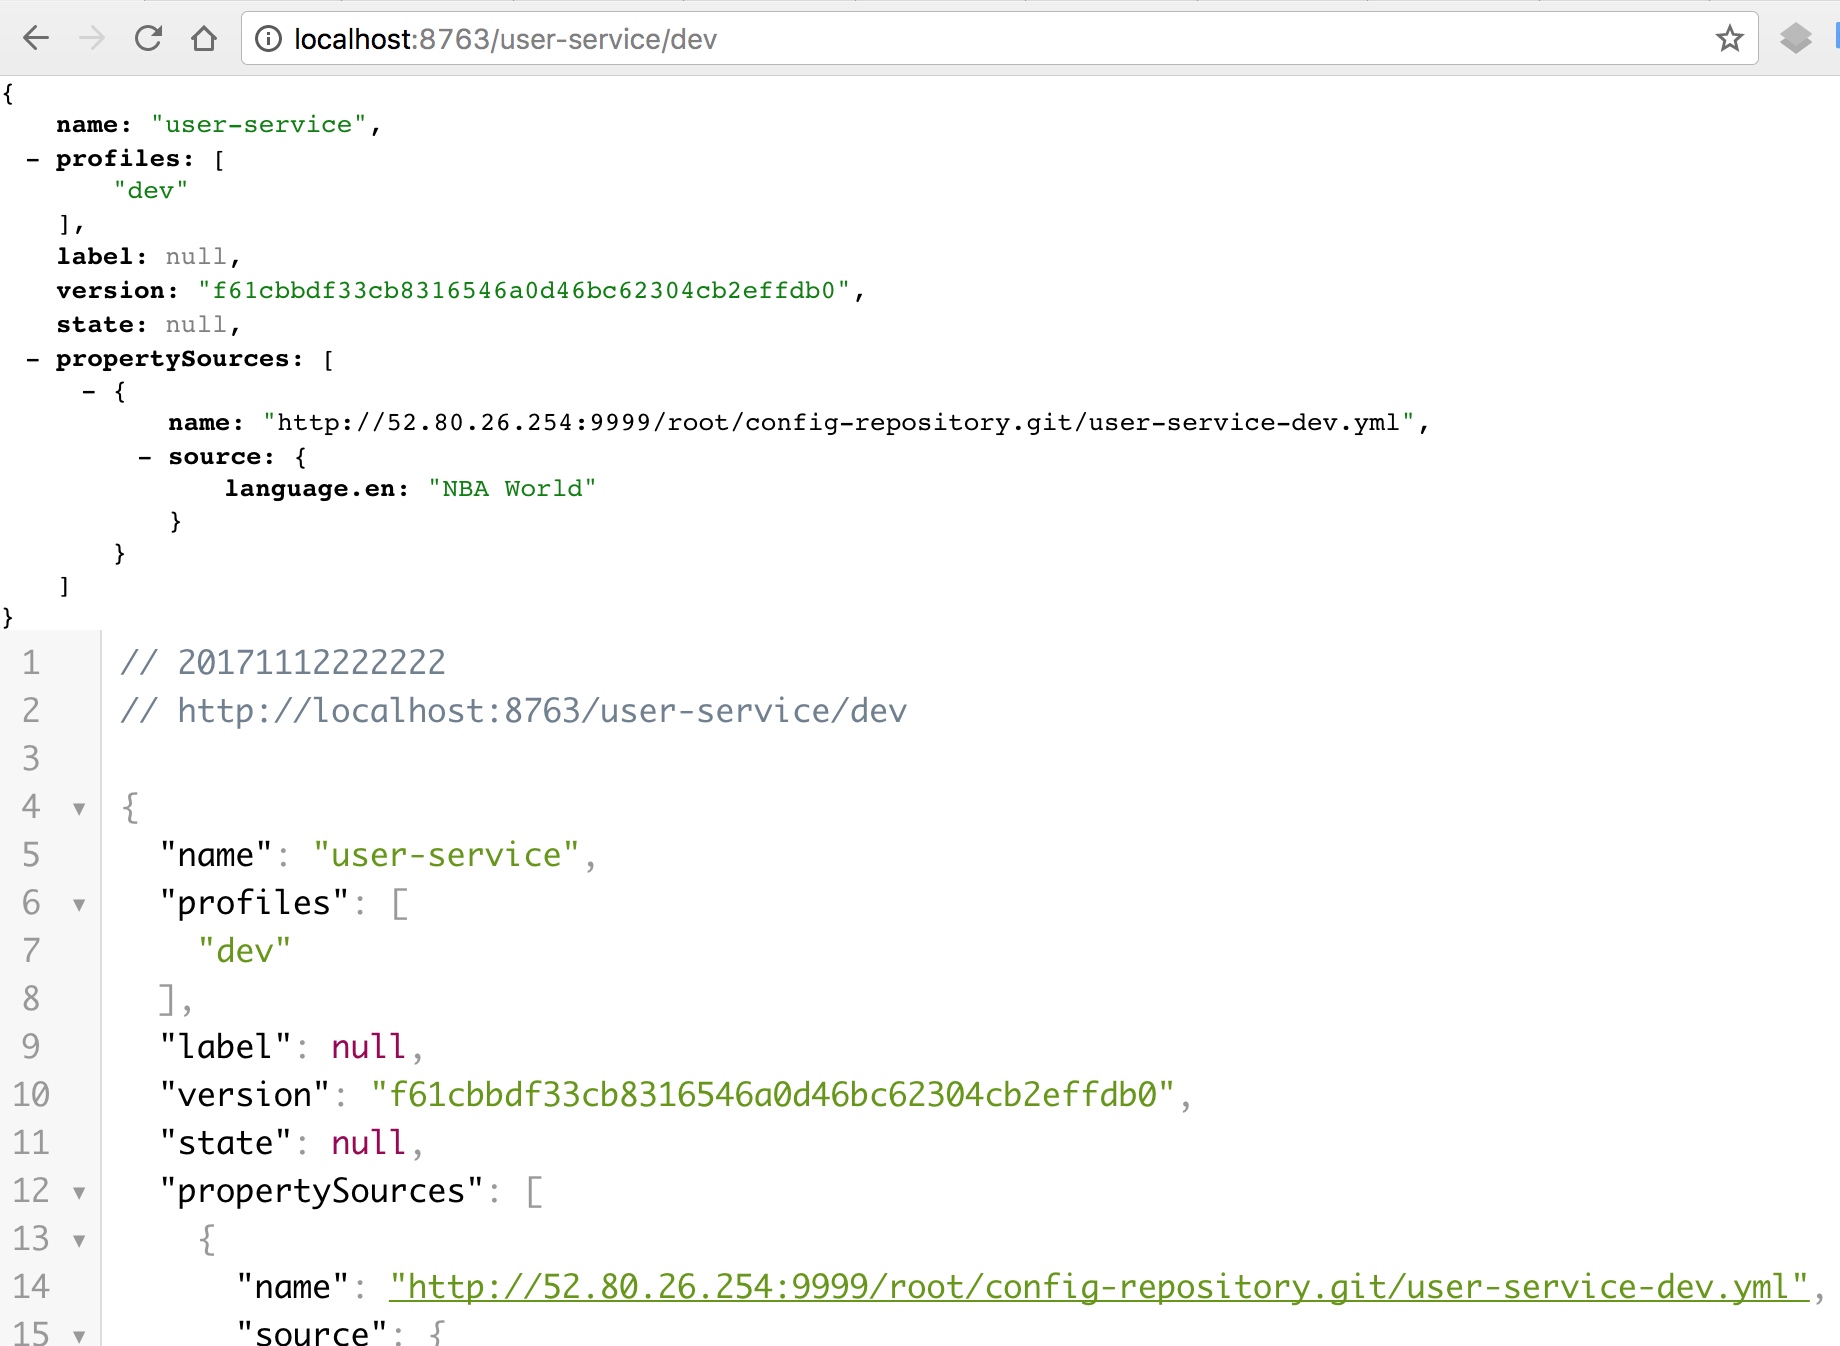 localhost:8763/user-service/dev
{
name: "user-service",
- profiles: [
"dev"
],
label: null,
version: "f61cbbdf33cb8316546a0d46bc62304cb2effdb0",
state: null,
- propertySources: [
- {
name: "http://52.80.26.254:9999/root/config-repository.git/user-service-dev.yml",
- source: {
language.en: "NBA World"
}
}
]
}
1 // 20171112222222
2 // http://localhost:8763/user-service/dev
3
4 {
5 "name": "user-service",
6 "profiles": [
7 "dev"
8 ],
9 "label": null,
10 "version": "f61cbbdf33cb8316546a0d46bc62304cb2effdb0",
11 "state": null,
12 "propertySources": [
13 {
14 "name": "http://52.80.26.254:9999/root/config-repository.git/user-service-dev.yml",
15 "source": {